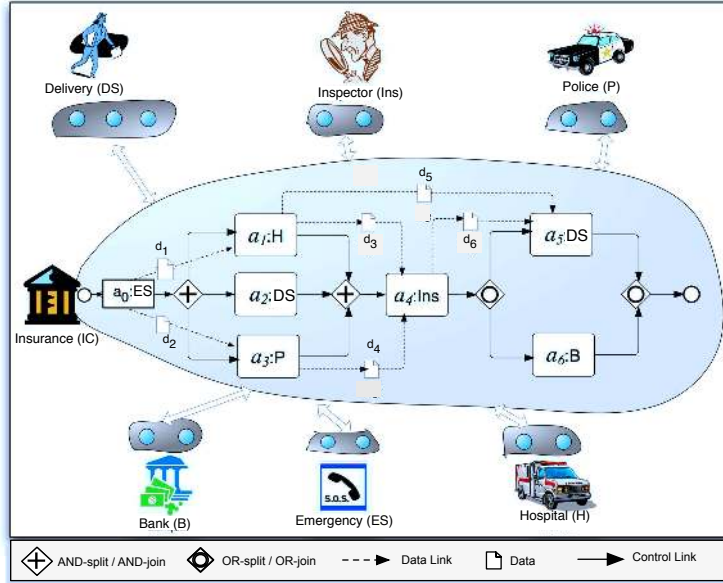 Delivery (DS)
Inspector (Ins)
Police (P)
d5
a1:H
d3
d6
a5:DS
d1
a0:ES
a2:DS
a4:Ins
Insurance (IC)
d2
a3:P
d4
a6:B
Bank (B)
S.O.S.
Emergency (ES)
Hospital (H)
AND-split / AND-join
OR-split / OR-join
Data Link
Data
Control Link